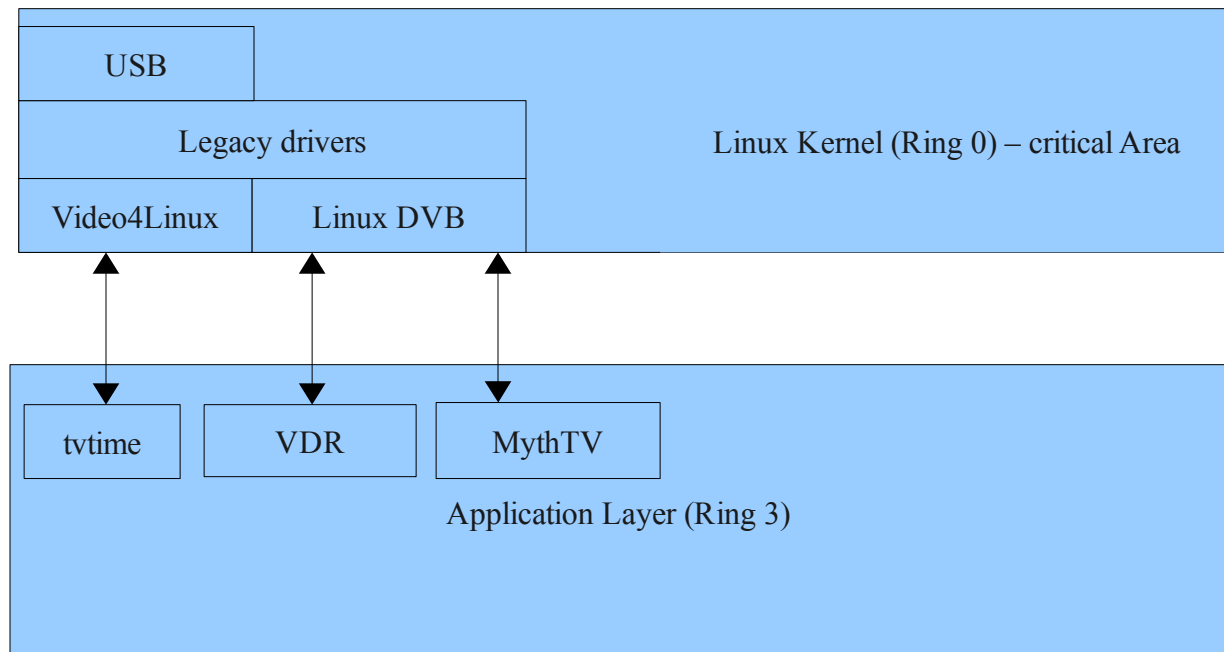 USB
Legacy drivers
Linux Kernel (Ring 0) – critical Area
Video4Linux
Linux DVB
tvtime
VDR
MythTV
Application Layer (Ring 3)